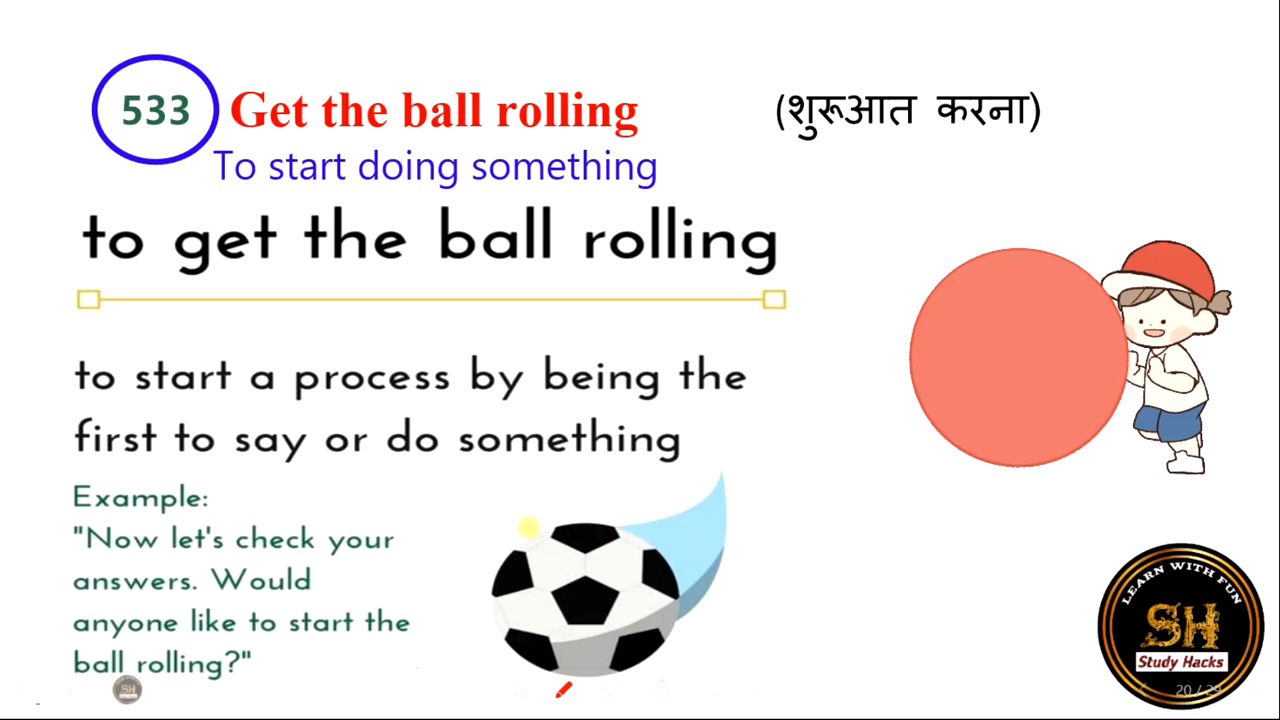 533 Get the ball rolling (शुरूआत करना)
To start doing something
to get the ball rolling
to start a process by being the
first to say or do something
Example:
"Now let's check your
answers. Would
anyone like to start the
ball rolling?"
LEARN WITH FUN
SH
Study Hacks
SH